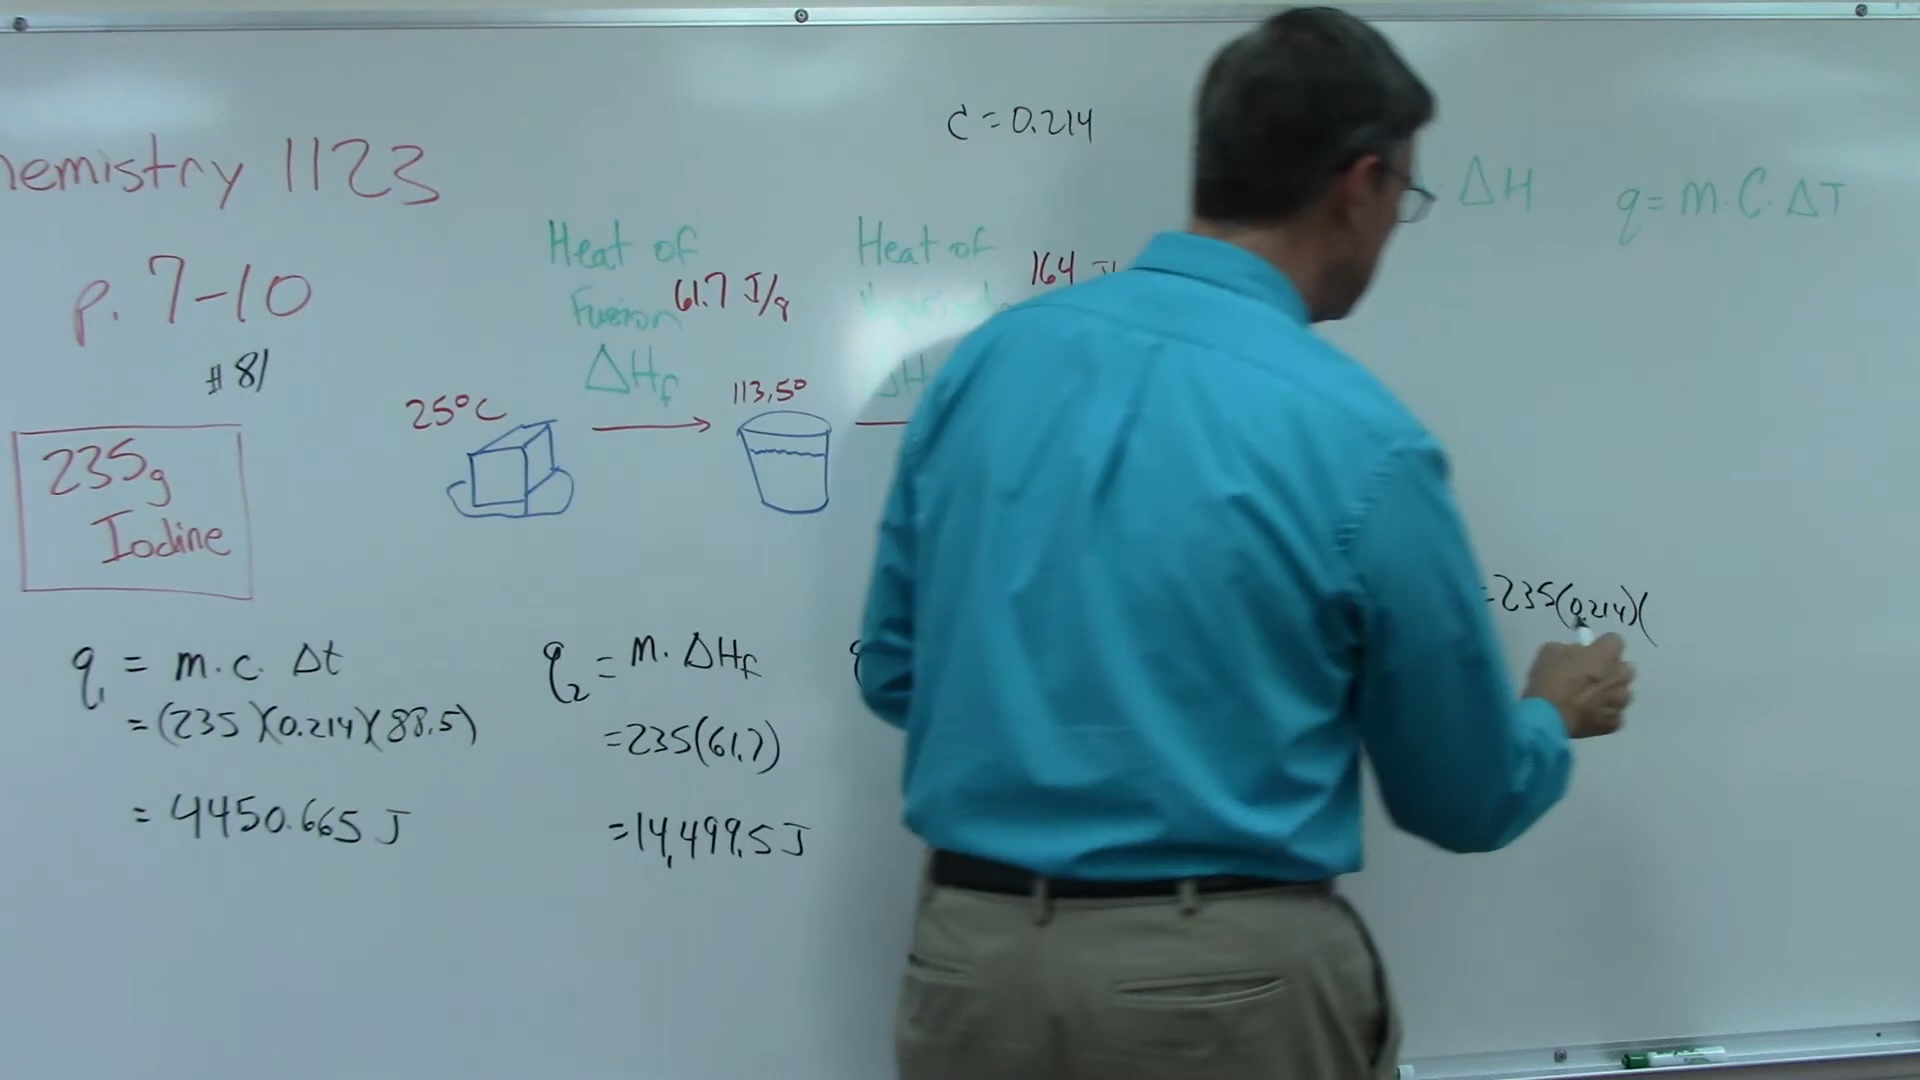 hemistry 1123
p. 7-10
#81
235g
Iodine
c = 0.214
Heat of
Fusion
61.7 J/g
ΔHf
Heat of
164
ΔH
· ΔH
q = m·C·ΔT
25°C
113.5°
q1 = m.c. Δt
= (235)(0.214)(88.5)
= 4450.665 J
q2 = m. ΔHf
= 235(61.7)
= 14,499.5 J
= 235(0.214)(